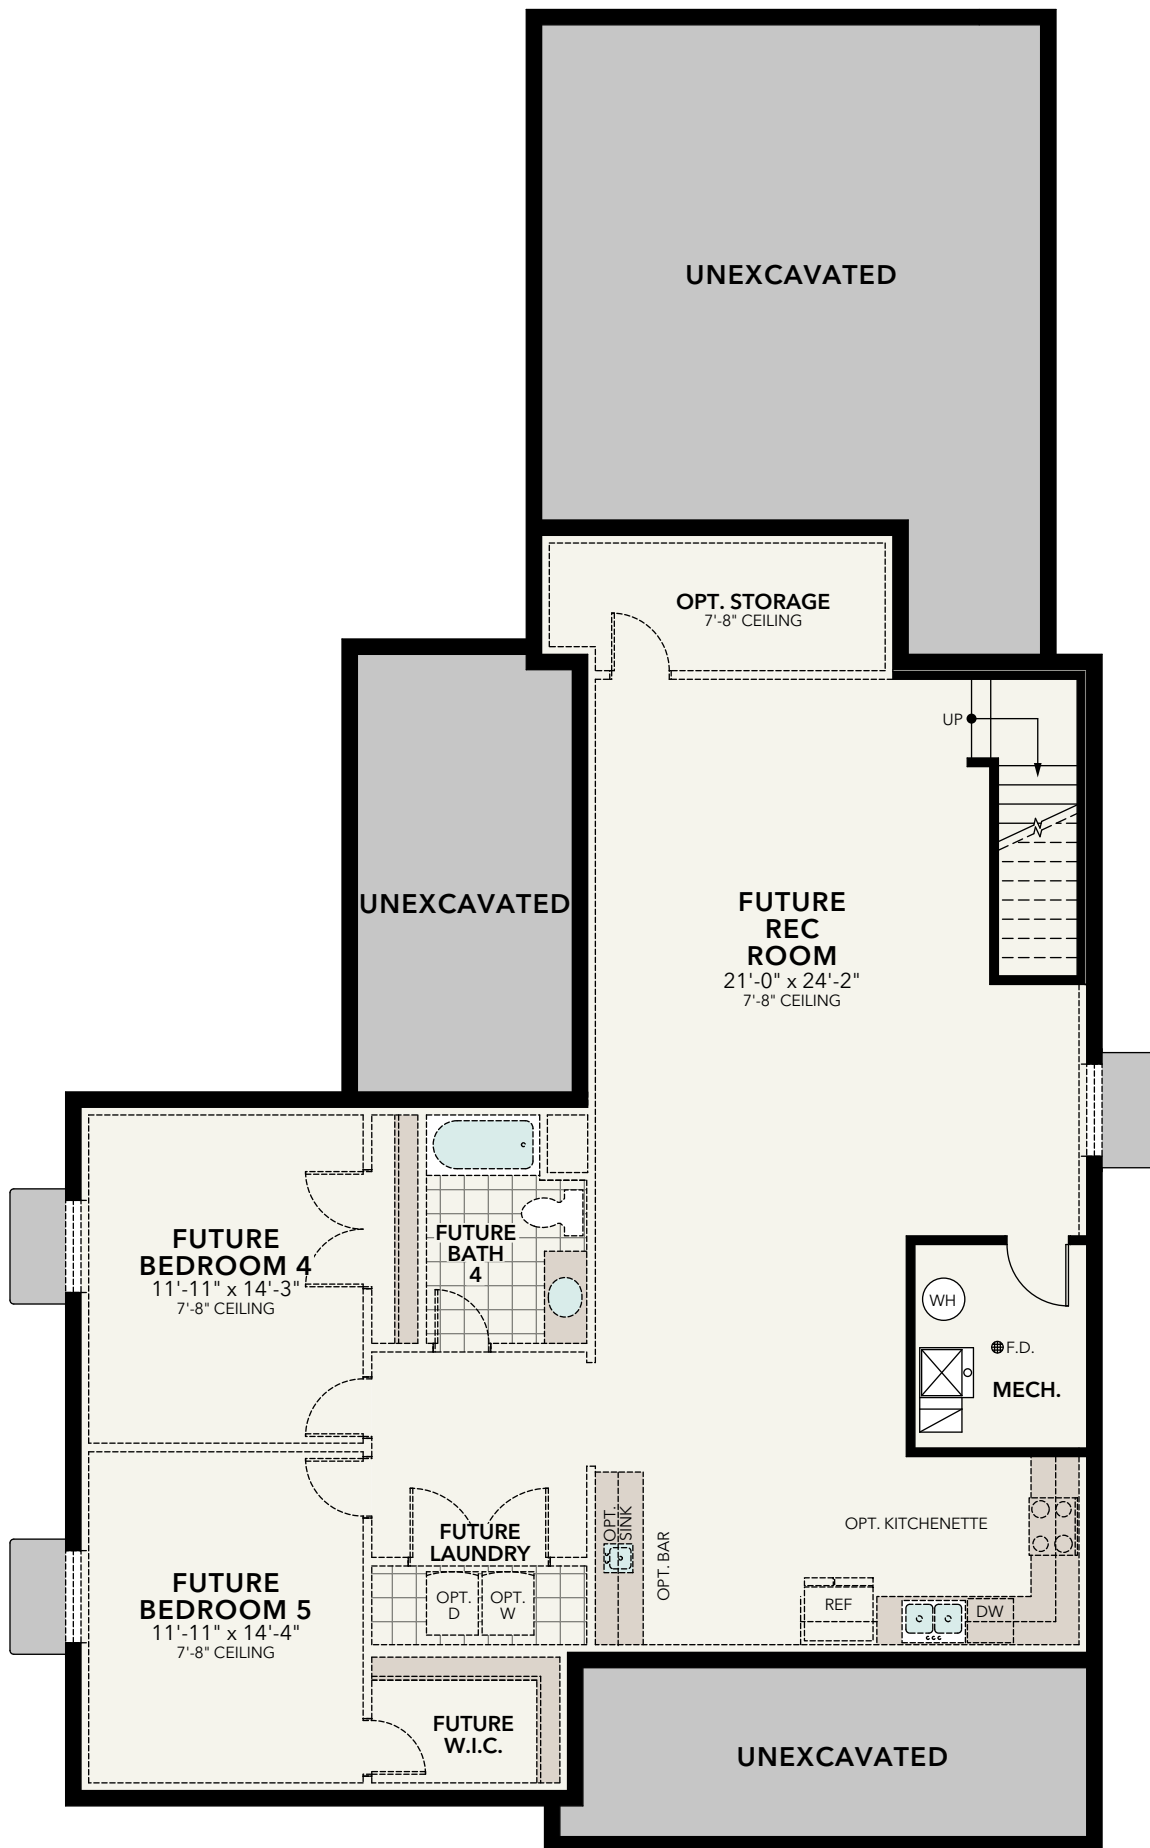 UNEXCAVATED
OPT. STORAGE
7'-8" CEILING
UP
UNEXCAVATED
FUTURE
REC
ROOM
21'-0" x 24'-2"
7'-8" CEILING
FUTURE
BEDROOM 4
11'-11" x 14'-3"
7'-8" CEILING
FUTURE
BATH
4
WH
F.D.
MECH.
FUTURE
LAUNDRY
OPT.
D
OPT.
W
OPT.
SINK
OPT. BAR
OPT. KITCHENETTE
REF
DW
FUTURE
BEDROOM 5
11'-11" x 14'-4"
7'-8" CEILING
FUTURE
W.I.C.
UNEXCAVATED